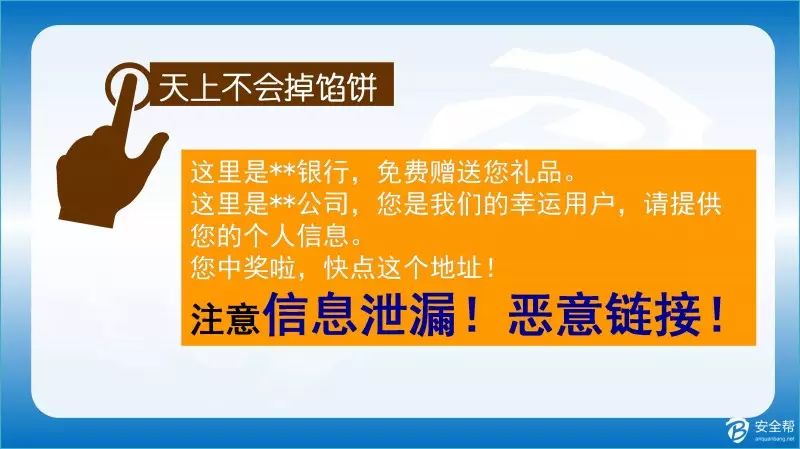 天上不会掉馅饼
这里是**银行，免费赠送您礼品。
这里是**公司，您是我们的幸运用户，请提供
您的个人信息。
您中奖啦，快点这个地址！
注意信息泄漏！恶意链接！
安全帮
anquanbang.net